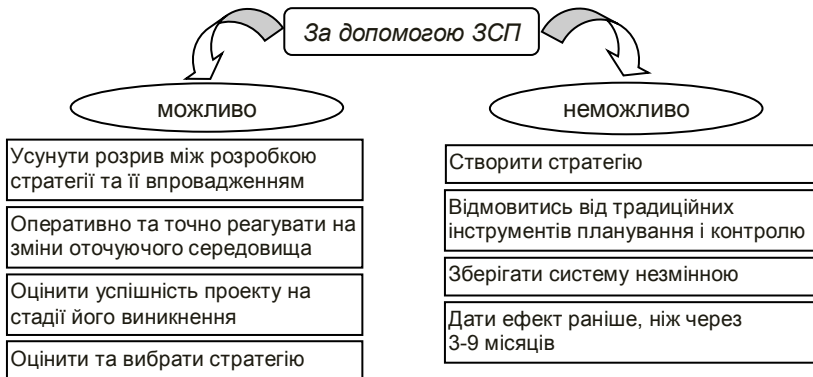 За допомогою ЗСП
можливо
Усунути розрив між розробкою
стратегії та її впровадженням
Оперативно та точно реагувати на
зміни оточуючого середовища
Оцінити успішність проекту на
стадії його виникнення
Оцінити та вибрати стратегію
неможливо
Створити стратегію
Відмовитись від традиційних
інструментів планування і контролю
Зберігати систему незмінною
Дати ефект раніше, ніж через
3-9 місяців